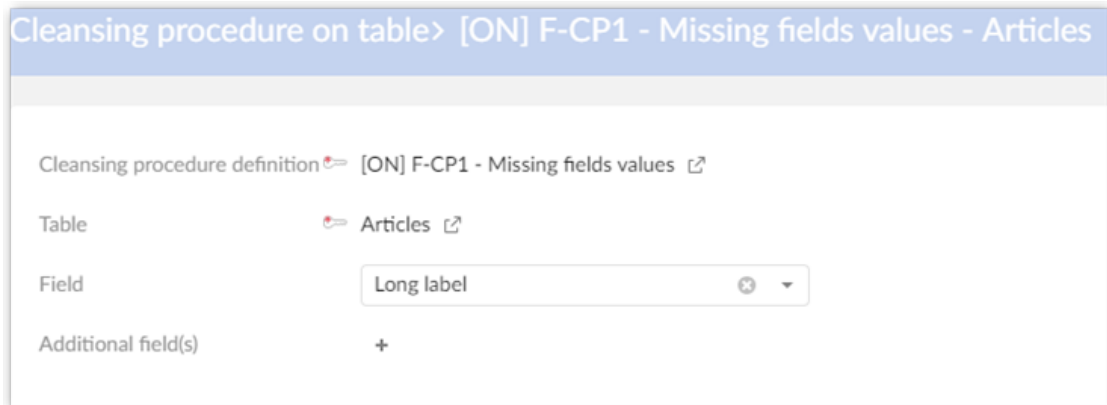 Cleansing procedure on table> [ON] F-CP1 - Missing fields values - Articles
Cleansing procedure definition [ON] F-CP1 - Missing fields values
Table Articles
Field Long label
Additional field(s) +